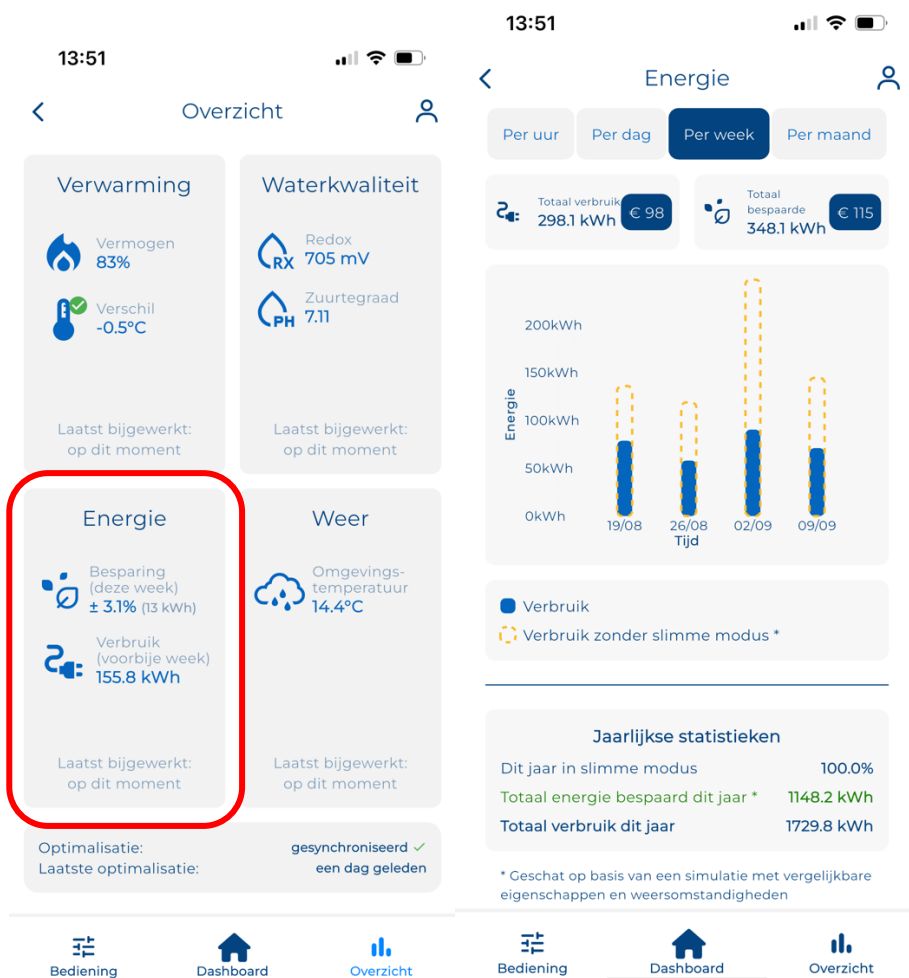 13:51
Overzicht
Verwarming
Vermogen
83%
Verschil
-0.5°C
Laatst bijgewerkt:
op dit moment
Waterkwaliteit
RX
Redox
705 mV
PH
Zuurtegraad
7.11
Laatst bijgewerkt:
op dit moment
Energie
Besparing
(deze week)
± 3.1% (13 kWh)
Verbruik
(voorbije week)
155.8 kWh
Laatst bijgewerkt:
op dit moment
Weer
Omgevings-
temperatuur
14.4°C
Laatst bijgewerkt:
op dit moment
Optimalisatie: gesynchroniseerd ✓
Laatste optimalisatie: een dag geleden
Bediening Dashboard Overzicht
13:51
Energie
Per uur Per dag Per week Per maand
Totaal verbruik
298.1 kWh
€ 98
Totaal
bespaarde
348.1 kWh
€ 115
200kWh
150kWh
100kWh
50kWh
0kWh
Energie
19/08 26/08 02/09 09/09
Tijd
Verbruik
Verbruik zonder slimme modus *
Jaarlijkse statistieken
Dit jaar in slimme modus 100.0%
Totaal energie bespaard dit jaar * 1148.2 kWh
Totaal verbruik dit jaar 1729.8 kWh
* Geschat op basis van een simulatie met vergelijkbare
eigenschappen en weersomstandigheden
Bediening Dashboard Overzicht